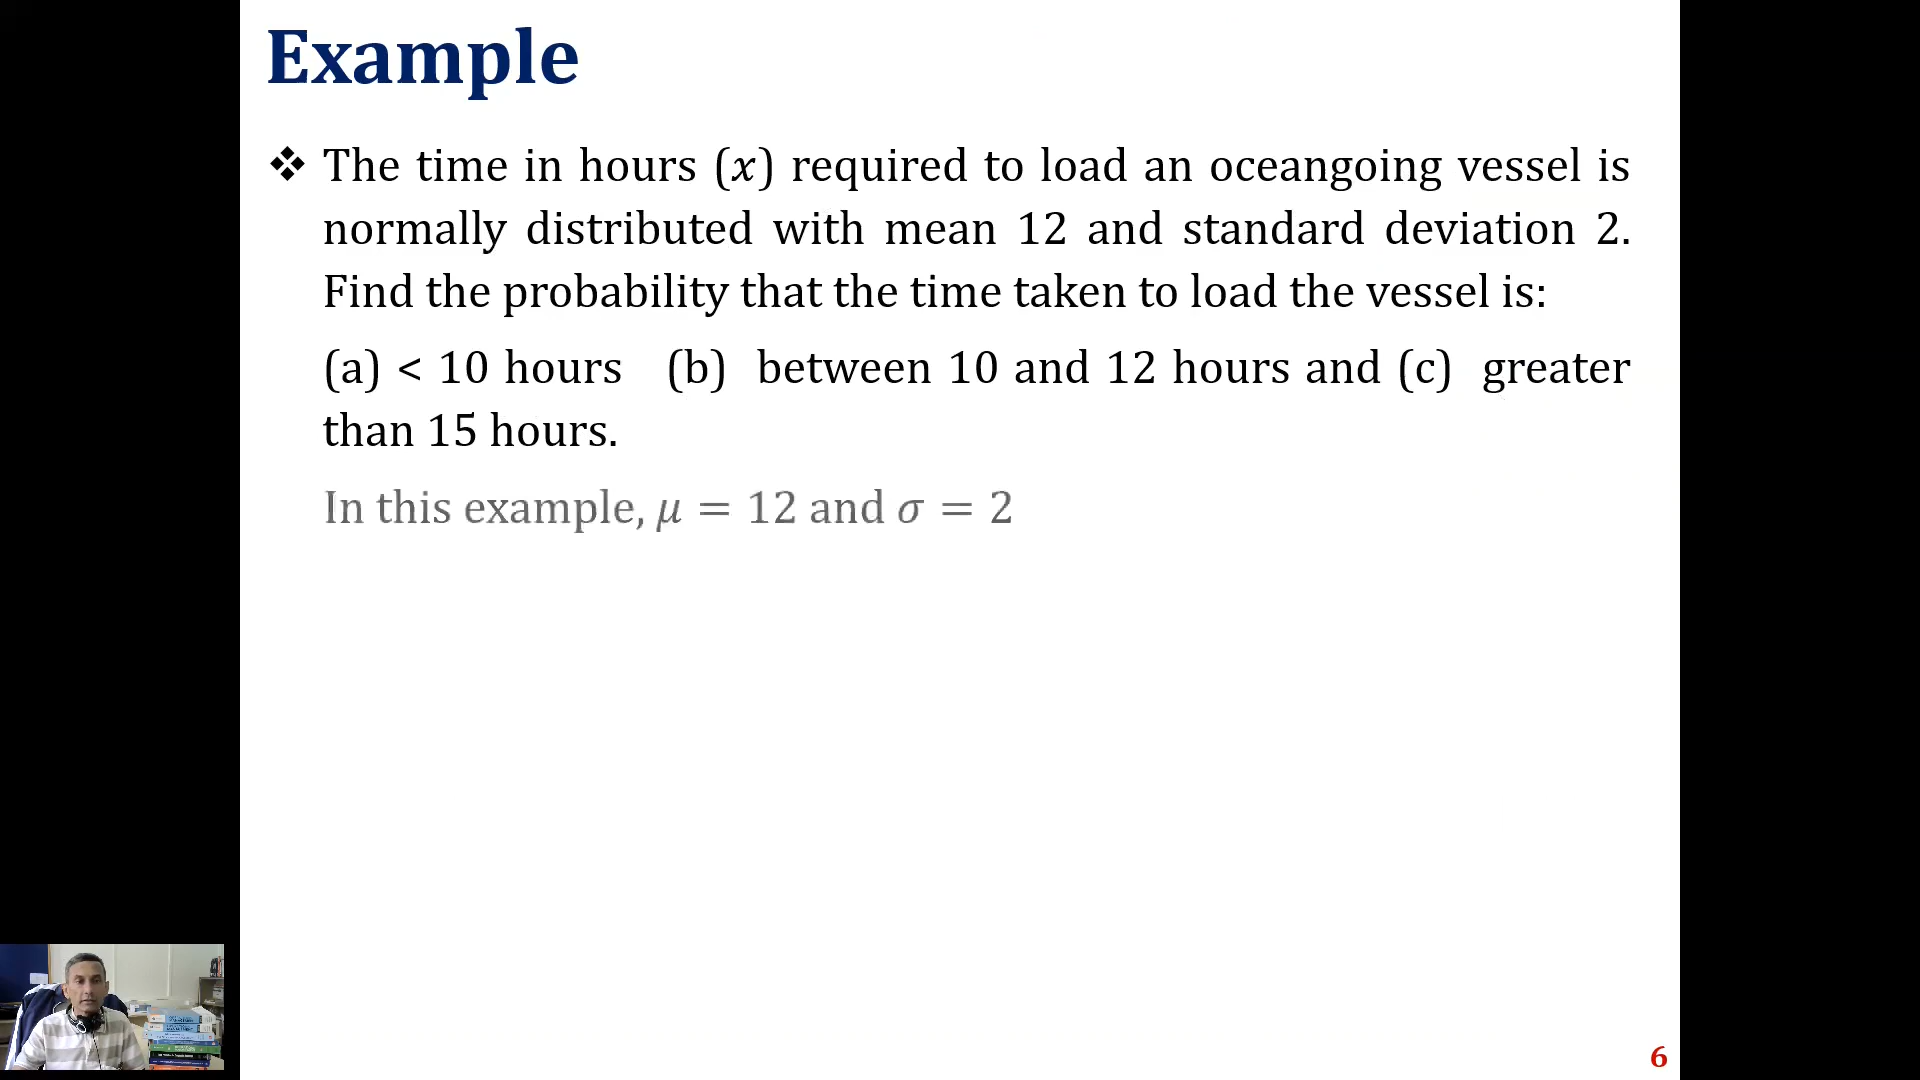 Example
❖ The time in hours (x) required to load an oceangoing vessel is
normally distributed with mean 12 and standard deviation 2.
Find the probability that the time taken to load the vessel is:
(a) < 10 hours (b) between 10 and 12 hours and (c) greater
than 15 hours.
In this example, μ = 12 and σ = 2
6